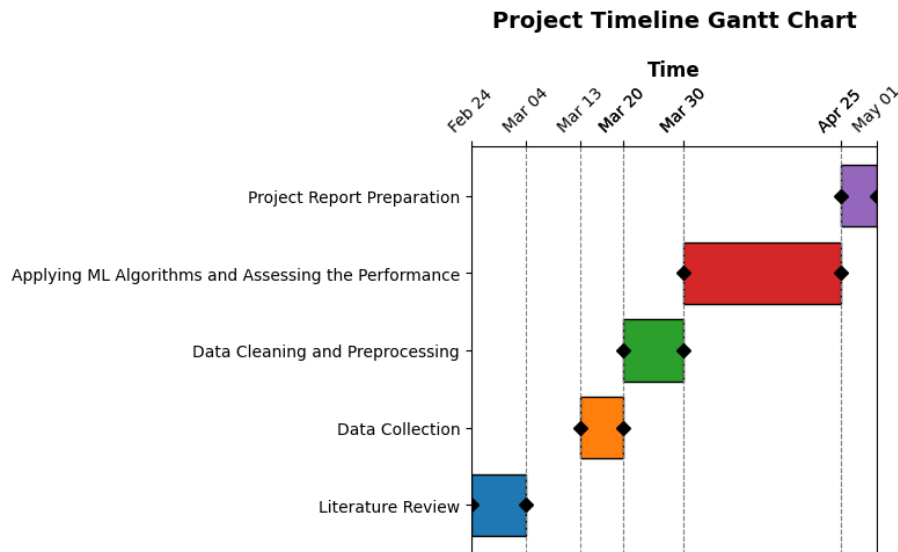 Project Timeline Gantt Chart
Time
Feb 24
Mar 04
Mar 13
Mar 20
Mar 30
Apr 25
May 01
Project Report Preparation
Applying ML Algorithms and Assessing the Performance
Data Cleaning and Preprocessing
Data Collection
Literature Review